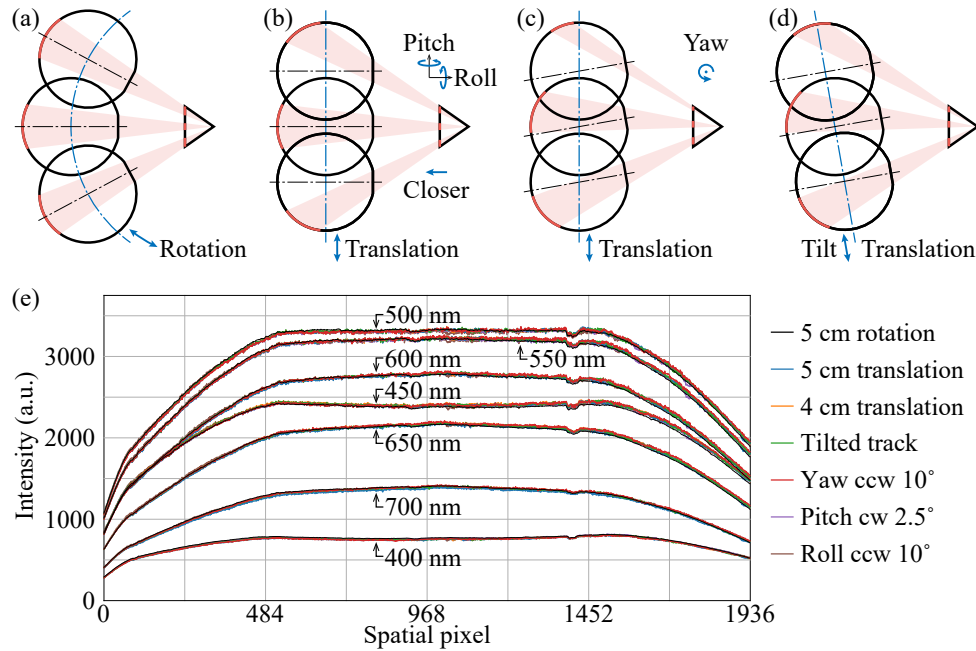 (a)
(b)
(c)
(d)
Pitch
Roll
Yaw
Closer
Rotation
Translation
Translation
Tilt
Translation
(e)
Intensity (a.u.)
3000
2000
1000
0
500 nm
550 nm
600 nm
450 nm
650 nm
700 nm
400 nm
0
484
968
1452
1936
Spatial pixel
5 cm rotation
5 cm translation
4 cm translation
Tilted track
Yaw ccw 10˚
Pitch cw 2.5˚
Roll ccw 10˚